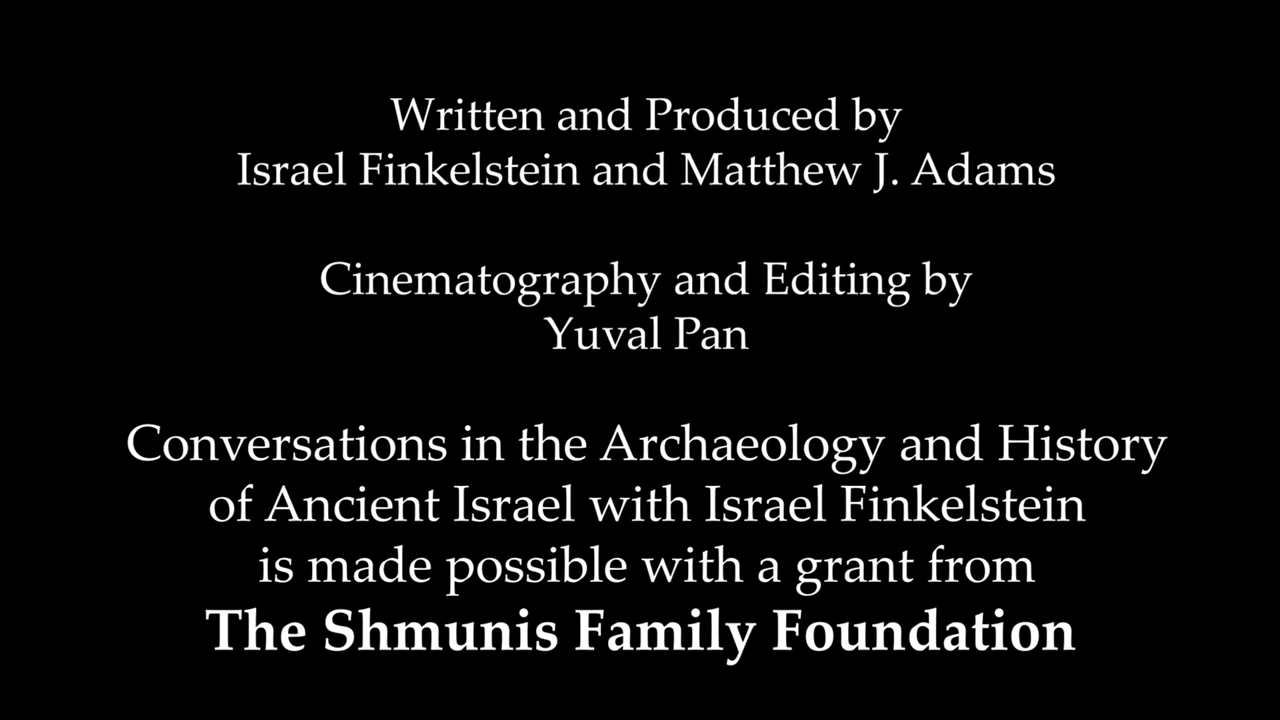 Written and Produced by
Israel Finkelstein and Matthew J. Adams
Cinematography and Editing by
Yuval Pan
Conversations in the Archaeology and History
of Ancient Israel with Israel Finkelstein
is made possible with a grant from
The Shmunis Family Foundation